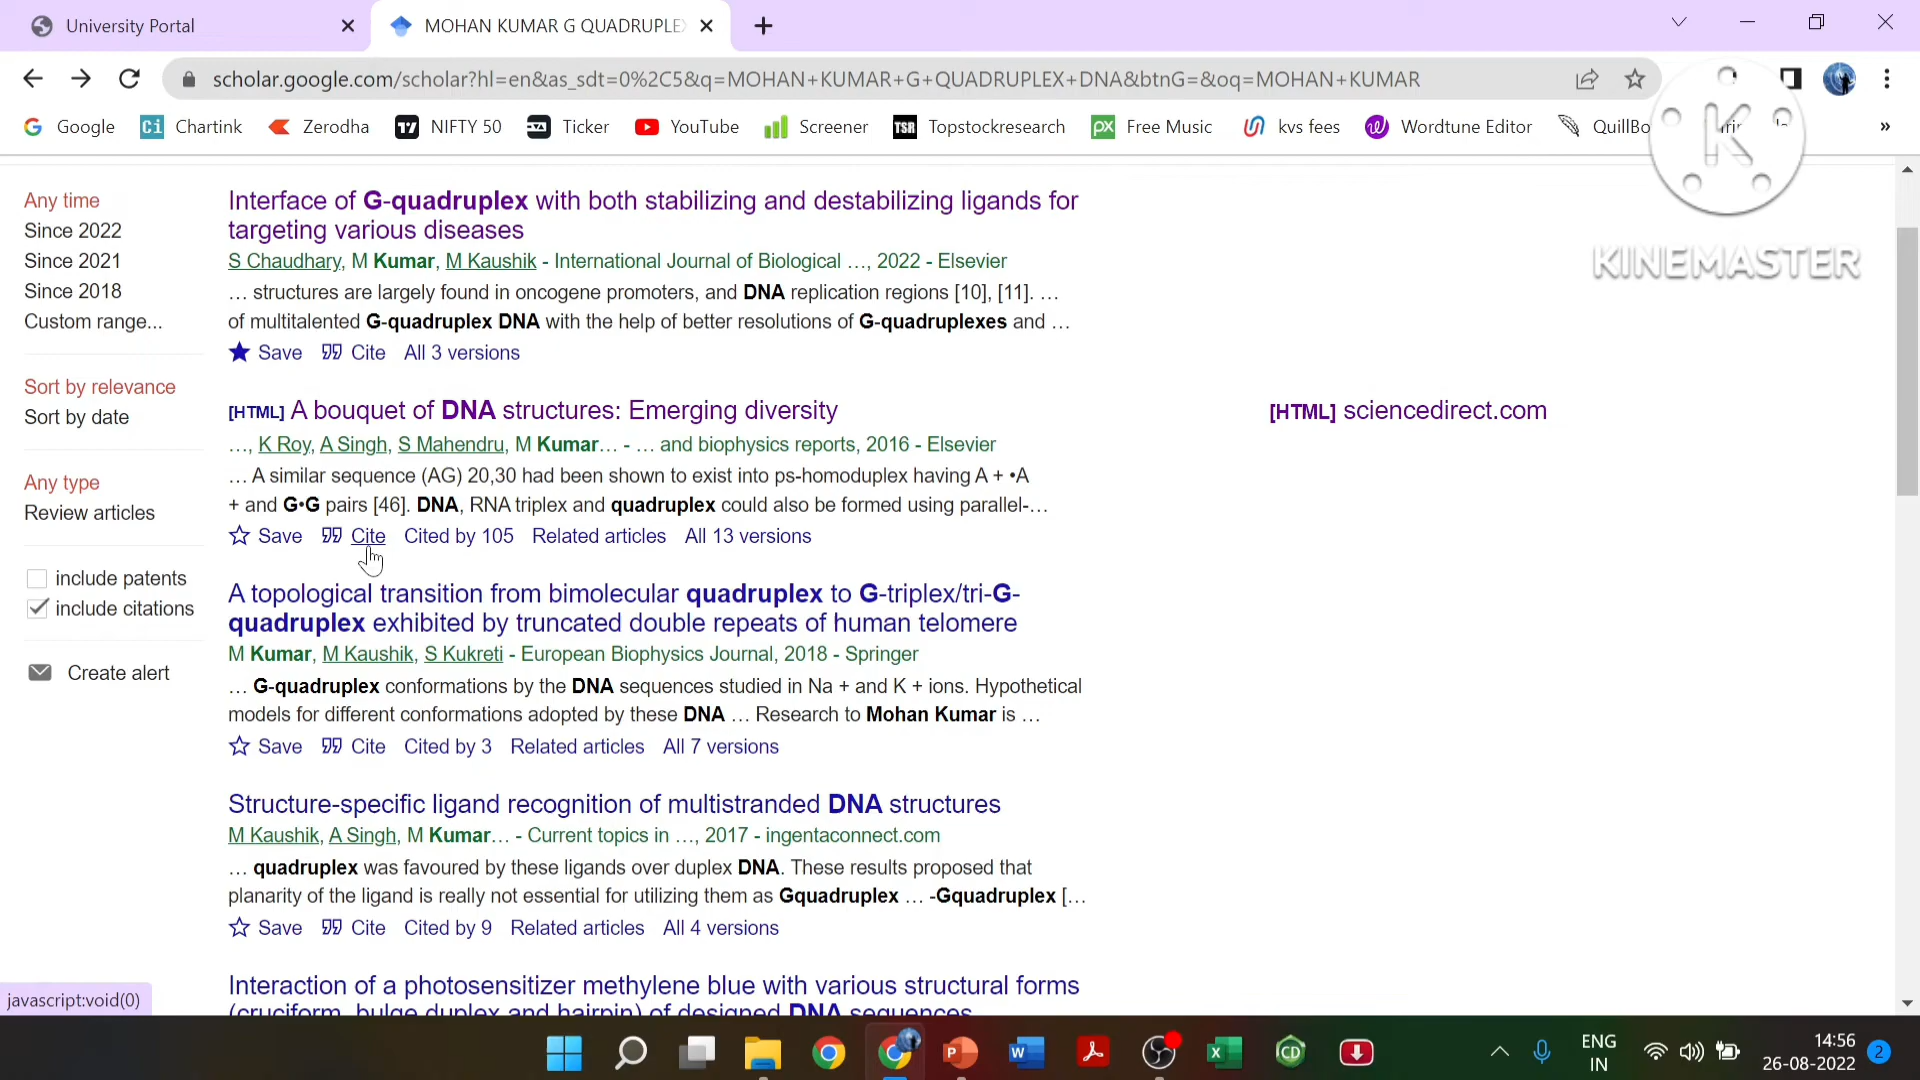 University Portal
MOHAN KUMAR G QUADRUPLE
scholar.google.com/scholar?hl=en&as_sdt=0%2C5&q=MOHAN+KUMAR+G+QUADRUPLEX+DNA&btnG=&oq=MOHAN+KUMAR
Google
Chartink
Zerodha
NIFTY 50
Ticker
YouTube
Screener
Topstockresearch
Free Music
kvs fees
Wordtune Editor
QuillBo
»
K
KINEMASTER
Any time
Since 2022
Since 2021
Since 2018
Custom range...
Sort by relevance
Sort by date
Any type
Review articles
include patents
include citations
Create alert
Interface of G-quadruplex with both stabilizing and destabilizing ligands for
targeting various diseases
S Chaudhary, M Kumar, M Kaushik - International Journal of Biological …, 2022 - Elsevier
… structures are largely found in oncogene promoters, and DNA replication regions [10], [11]. …
of multitalented G-quadruplex DNA with the help of better resolutions of G-quadruplexes and …
Save Cite All 3 versions
[HTML] A bouquet of DNA structures: Emerging diversity
[HTML] sciencedirect.com
…, K Roy, A Singh, S Mahendru, M Kumar… - … and biophysics reports, 2016 - Elsevier
… A similar sequence (AG) 20,30 had been shown to exist into ps-homoduplex having A + •A
+ and G•G pairs [46]. DNA, RNA triplex and quadruplex could also be formed using parallel-…
Save Cite Cited by 105 Related articles All 13 versions
A topological transition from bimolecular quadruplex to G-triplex/tri-G-
quadruplex exhibited by truncated double repeats of human telomere
M Kumar, M Kaushik, S Kukreti - European Biophysics Journal, 2018 - Springer
… G-quadruplex conformations by the DNA sequences studied in Na + and K + ions. Hypothetical
models for different conformations adopted by these DNA … Research to Mohan Kumar is …
Save Cite Cited by 3 Related articles All 7 versions
Structure-specific ligand recognition of multistranded DNA structures
M Kaushik, A Singh, M Kumar… - Current topics in …, 2017 - ingentaconnect.com
… quadruplex was favoured by these ligands over duplex DNA. These results proposed that
planarity of the ligand is really not essential for utilizing them as Gquadruplex … -Gquadruplex […
Save Cite Cited by 9 Related articles All 4 versions
Interaction of a photosensitizer methylene blue with various structural forms
(cruciform, bulge duplex and hairpin) of designed DNA sequences
javascript:void(0)
ENG
IN
14:56
26-08-2022
2